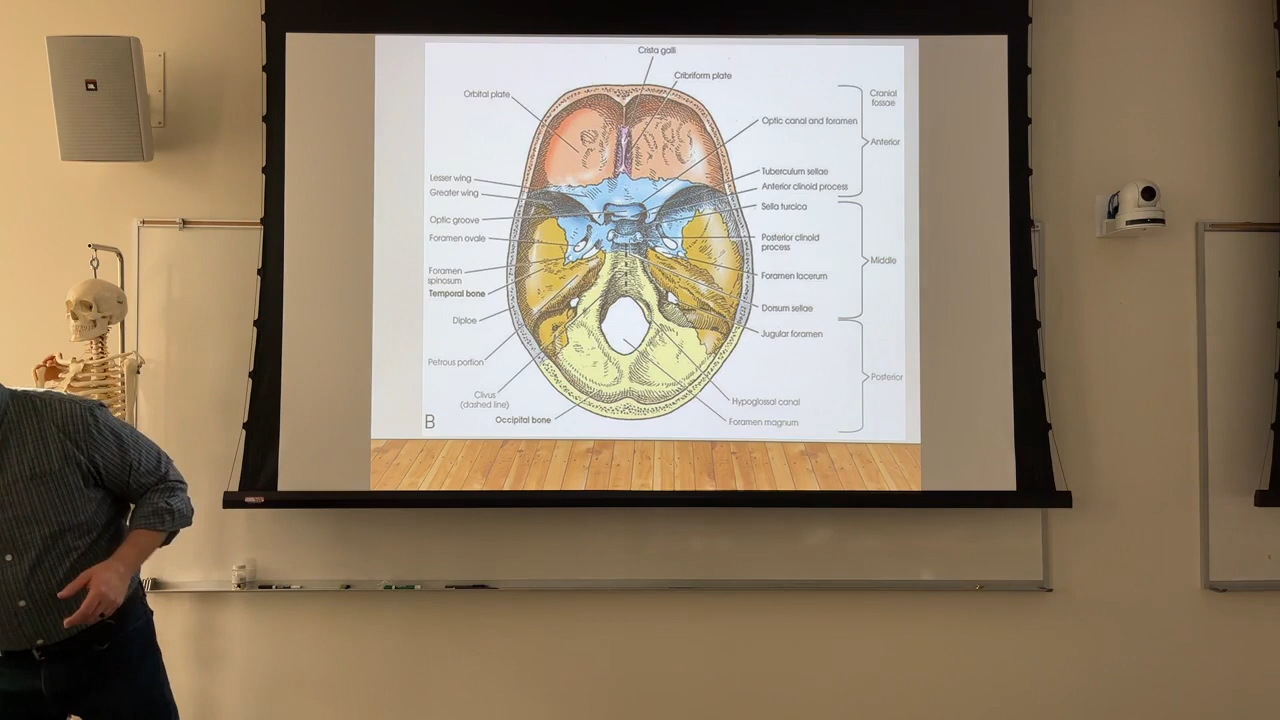 JBL
Crista galli
Cribriform plate
Orbital plate
Cranial
fossae
Optic canal and foramen
Anterior
Lesser wing
Tuberculum sellae
Greater wing
Anterior clinoid process
Sella turcica
Optic groove
Foramen ovale
Posterior clinoid
process
Middle
Foramen
spinosum
Foramen lacerum
Temporal bone
Dorsum sellae
Diploe
Jugular foramen
Petrous portion
Posterior
Clivus
(dashed line)
Hypoglossal canal
Occipital bone
Foramen magnum
B